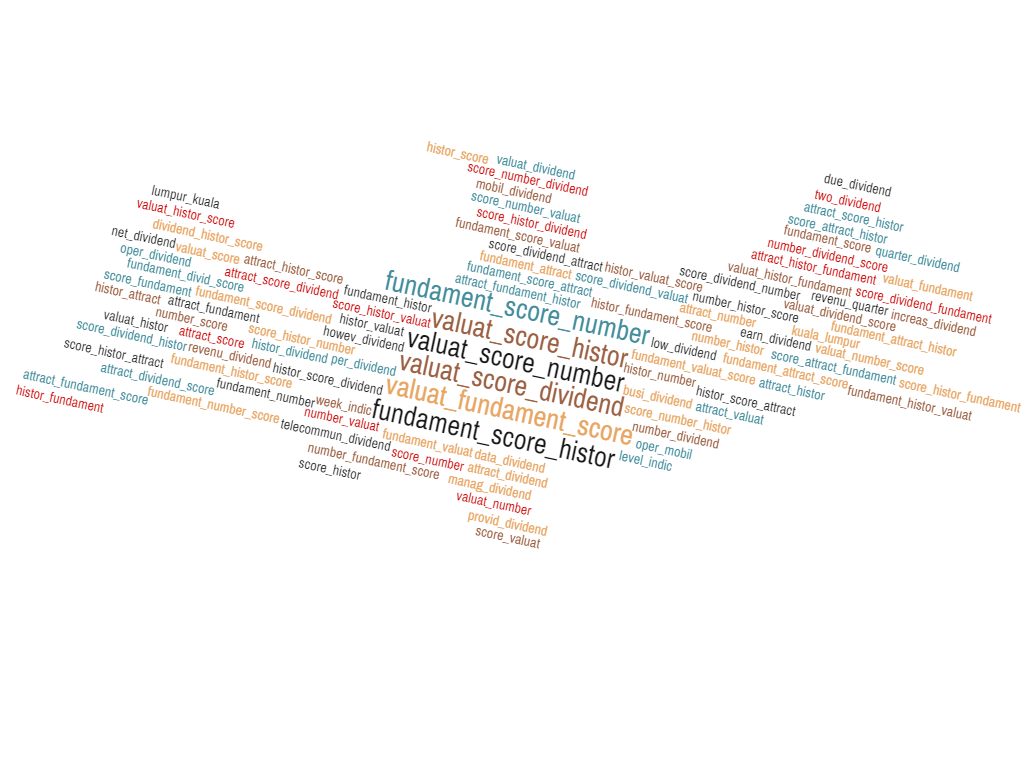 histor_score
valuat_dividend
score_number_dividend
mobil_dividend
score_number_valuat
score_histor_dividend
fundament_score_valuat
score_dividend_attract
due_dividend
two_dividend
attract_score_histor
score_attract_histor
fundament_score
quarter_dividend
number_dividend_score
attract_histor_fundament
valuat_fundament
lumpur_kuala
valuat_histor_score
dividend_histor_score
net_dividend
valuat_score
attract_histor_score
oper_dividend
fundament_divid_score
attract_score_dividend
fundament_histor
score_fundament
fundament_score_dividend
score_histor_valuat
histor_attract
attract_fundament
histor_valuat
number_score
score_histor_number
howev_dividend
valuat_histor
attract_score
histor_dividend
per_dividend
score_dividend_histor
revenu_dividend
histor_score_dividend
score_histor_attract
fundament_histor_score
attract_dividend_score
fundament_number
week_indic
attract_fundament_score
fundament_number_score
number_valuat
histor_fundament
telecommun_dividend
fundament_valuat
data_dividend
number_fundament_score
score_number
attract_dividend
score_histor
manag_dividend
valuat_number
provid_dividend
score_valuat
fundament_attract
score_dividend_valuat
histor_valuat_score
fundament_score_attract
attract_fundament_histor
histor_fundament_score
fundament_score_number
valuat_score_histor
valuat_score_number
valuat_score_dividend
valuat_fundament_score
fundament_score_histor
score_dividend_number
valuat_histor_fundament
score_dividend_fundament
number_histor_score
revenu_quarter
increas_dividend
attract_number
valuat_dividend_score
fundament_attract_histor
number_histor
earn_dividend
kuala_lumpur
valuat_number_score
low_dividend
fundament_valuat_score
fundament_attract_score
score_attract_fundament
score_histor_fundament
histor_number
attract_histor
fundament_histor_valuat
busi_dividend
histor_score_attract
score_number_histor
attract_valuat
number_dividend
oper_mobil
level_indic